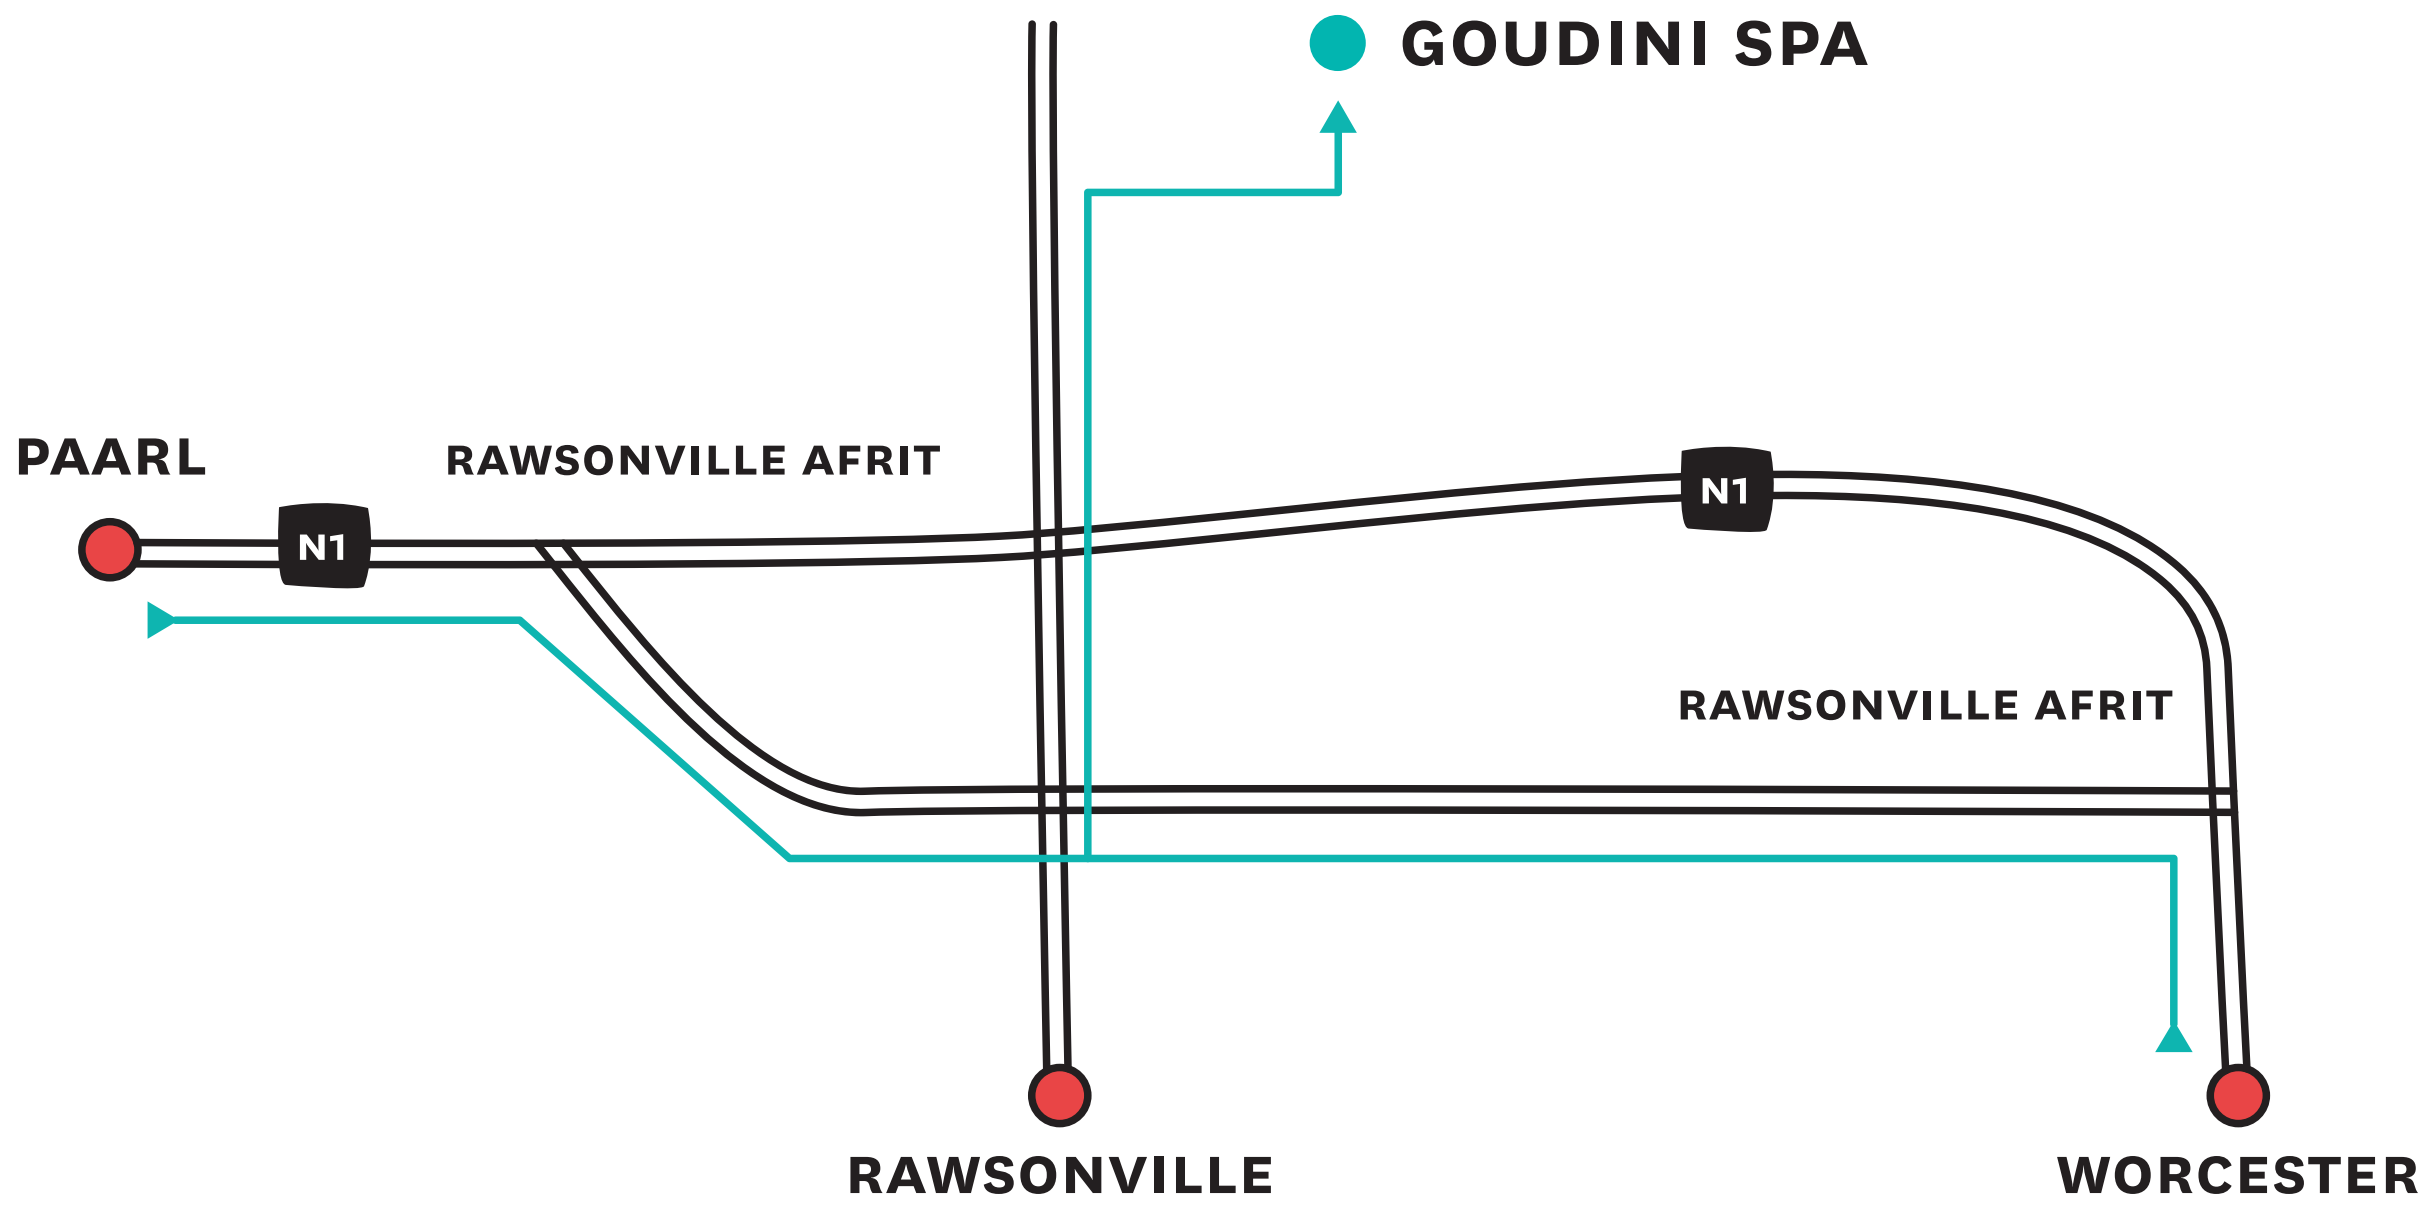 GOUDINI SPA
PAARL
RAWSONVILLE AFRIT
N1
N1
RAWSONVILLE AFRIT
RAWSONVILLE
WORCESTER